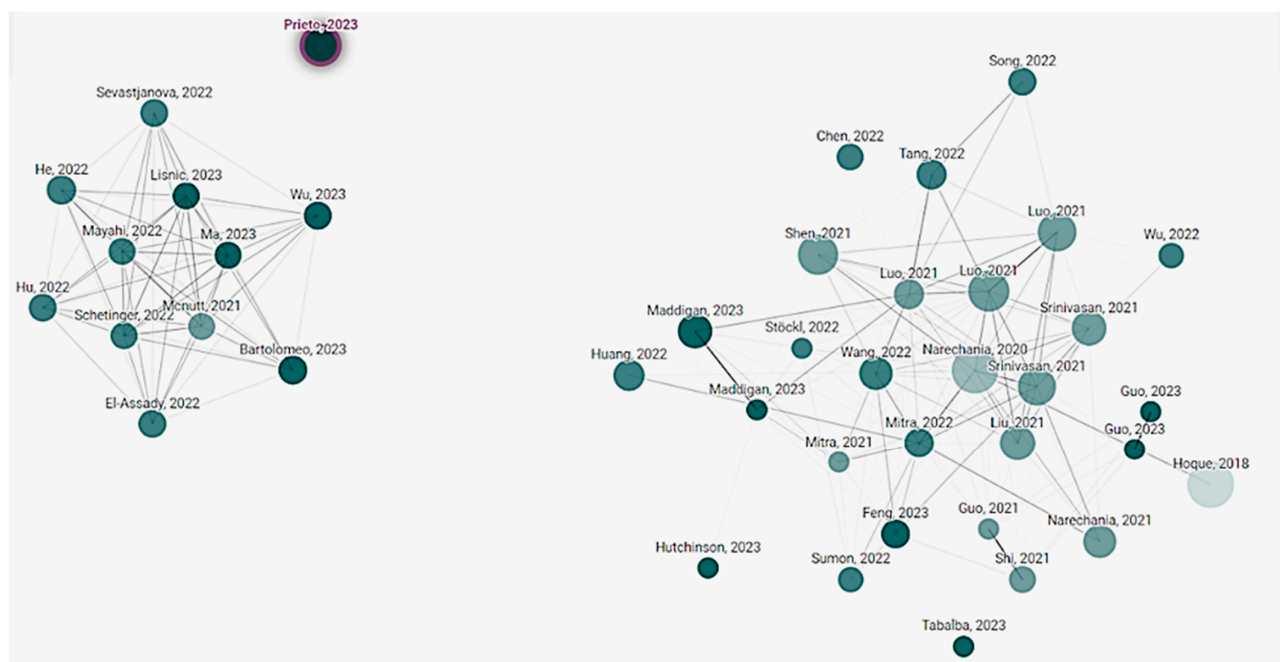 Prieto, 2023
Sevastjanova, 2022
He, 2022
Lisnic, 2023
Wu, 2023
Mayahi, 2022
Ma, 2023
Hu, 2022
Schetinger, 2022
Mcnutt, 2021
Bartolomeo, 2023
El-Assady, 2022
Song, 2022
Chen, 2022
Tang, 2022
Luo, 2021
Shen, 2021
Wu, 2022
Luo, 2021
Luo, 2021
Maddigan, 2023
Srinivasan, 2021
Stöckl, 2022
Huang, 2022
Wang, 2022
Narechania, 2020
Srinivasan, 2021
Maddigan, 2023
Guo, 2023
Mitra, 2022
Liu, 2021
Guo, 2023
Mitra, 2021
Hoque, 2018
Feng, 2023
Guo, 2021
Narechania, 2021
Hutchinson, 2023
Sumon, 2022
Shi, 2021
Tabalba, 2023